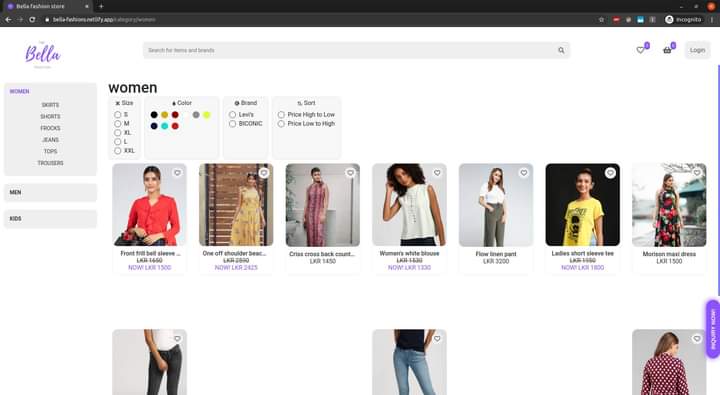 Bella fashion store
bella-fashions.netlify.app/category/women
Incognito
Bella
Search for items and brands
0
0
Login
WOMEN
SKIRTS
SHORTS
FROCKS
JEANS
TOPS
TROUSERS
MEN
KIDS
women
Size
S
M
XL
L
XXL
Color
Brand
Levi's
BICONIC
Sort
Price High to Low
Price Low to High
Front frill bell sleeve ...
LKR 1650
NOW! LKR 1500
One off shoulder beac...
LKR 2590
NOW! LKR 2425
Criss cross back count...
LKR 1450
Women's white blouse
LKR 1530
NOW! LKR 1330
Flow linen pant
LKR 3200
Ladies short sleeve tee
LKR 1950
NOW! LKR 1800
Morison maxi dress
LKR 1500
INQUIRY NOW!